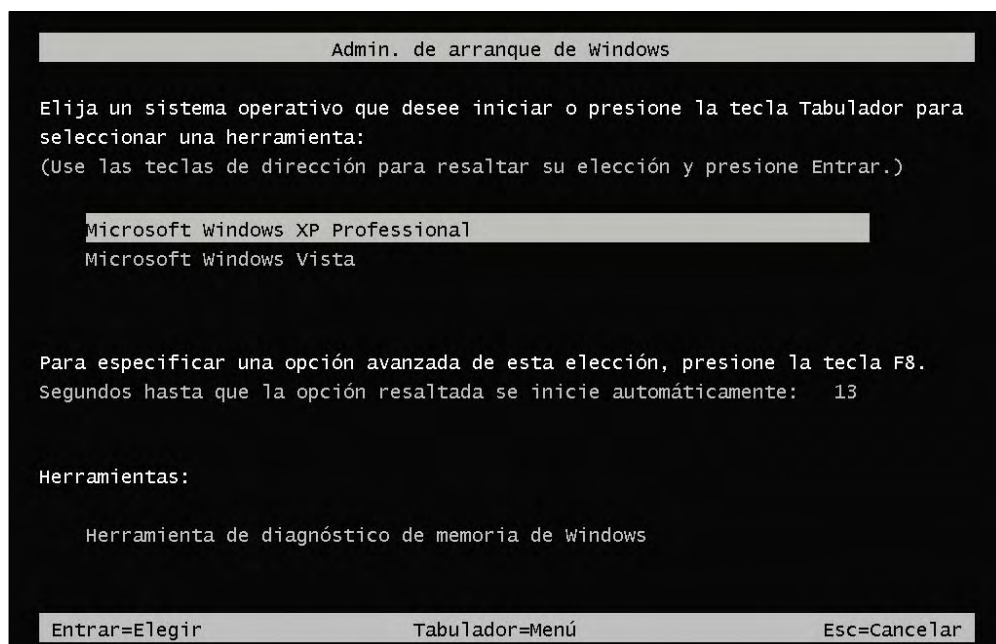 Admin. de arranque de Windows
Elija un sistema operativo que desee iniciar o presione la tecla Tabulador para
seleccionar una herramienta:
(Use las teclas de dirección para resaltar su elección y presione Entrar.)
Microsoft Windows XP Professional
Microsoft Windows Vista
Para especificar una opción avanzada de esta elección, presione la tecla F8.
Segundos hasta que la opción resaltada se inicie automáticamente: 13
Herramientas:
Herramienta de diagnóstico de memoria de Windows
Entrar=Elegir Tabulador=Menú Esc=Cancelar